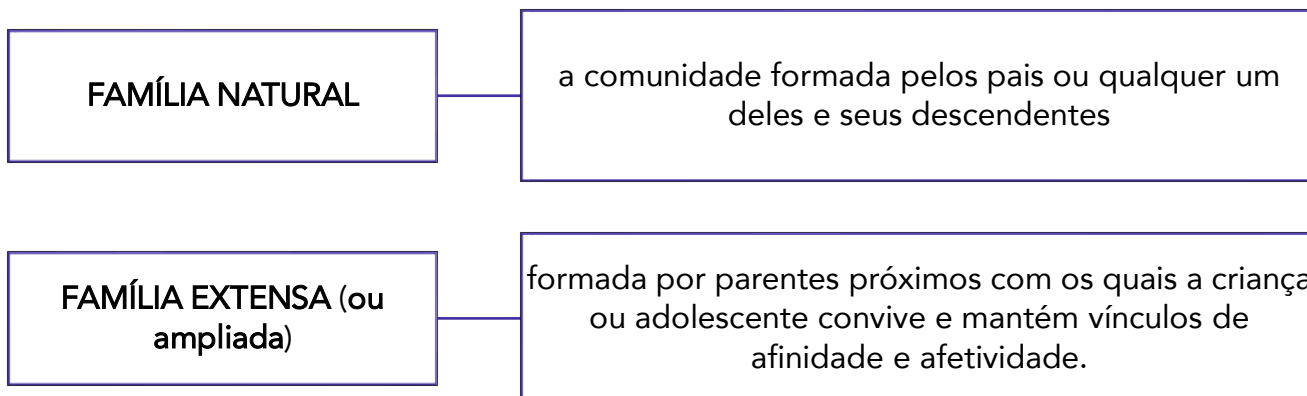 FAMÍLIA NATURAL
a comunidade formada pelos pais ou qualquer um
deles e seus descendentes
FAMÍLIA EXTENSA (ou
ampliada)
formada por parentes próximos com os quais a criança
ou adolescente convive e mantém vínculos de
afinidade e afetividade.